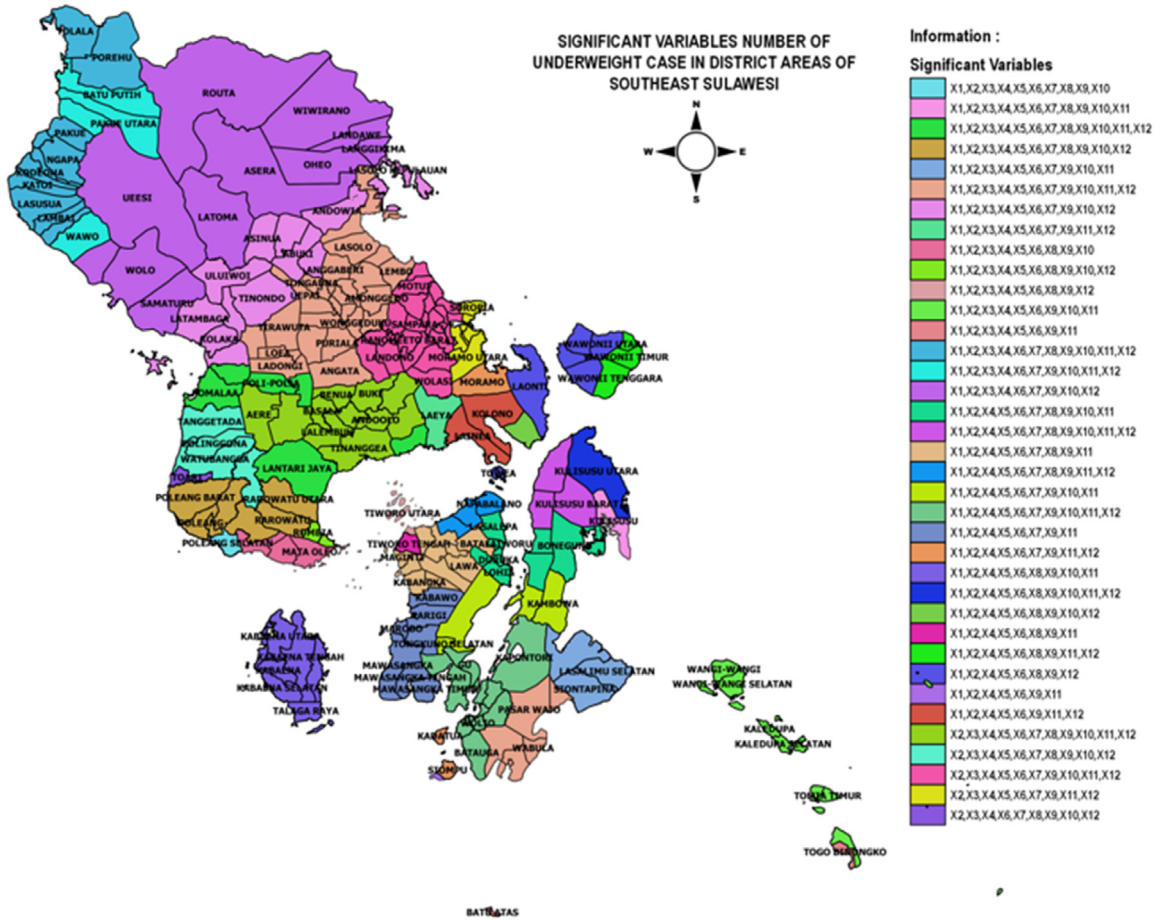 SIGNIFICANT VARIABLES NUMBER OF
UNDERWEIGHT CASE IN DISTRICT AREAS OF
SOUTHEAST SULAWESI
N
W
E
S
Information :
Significant Variables
X1,X2,X3,X4,X5,X6,X7,X8,X9,X10
X1,X2,X3,X4,X5,X6,X7,X8,X9,X10,X11
X1,X2,X3,X4,X5,X6,X7,X8,X9,X10,X11,X12
X1,X2,X3,X4,X5,X6,X7,X8,X9,X10,X12
X1,X2,X3,X4,X5,X6,X7,X9,X10,X11
X1,X2,X3,X4,X5,X6,X7,X9,X10,X11,X12
X1,X2,X3,X4,X5,X6,X7,X9,X10,X12
X1,X2,X3,X4,X5,X6,X7,X9,X11,X12
X1,X2,X3,X4,X5,X6,X8,X9,X10
X1,X2,X3,X4,X5,X6,X8,X9,X10,X12
X1,X2,X3,X4,X5,X6,X8,X9,X12
X1,X2,X3,X4,X5,X6,X9,X10,X11
X1,X2,X3,X4,X5,X6,X9,X11
X1,X2,X3,X4,X6,X7,X8,X9,X10,X11,X12
X1,X2,X3,X4,X6,X7,X9,X10,X11,X12
X1,X2,X3,X4,X6,X7,X9,X10,X12
X1,X2,X4,X5,X6,X7,X8,X9,X10,X11
X1,X2,X4,X5,X6,X7,X8,X9,X10,X11,X12
X1,X2,X4,X5,X6,X7,X8,X9,X11
X1,X2,X4,X5,X6,X7,X8,X9,X11,X12
X1,X2,X4,X5,X6,X7,X9,X10,X11
X1,X2,X4,X5,X6,X7,X9,X10,X11,X12
X1,X2,X4,X5,X6,X7,X9,X11
X1,X2,X4,X5,X6,X7,X9,X11,X12
X1,X2,X4,X5,X6,X8,X9,X10,X11
X1,X2,X4,X5,X6,X8,X9,X10,X11,X12
X1,X2,X4,X5,X6,X8,X9,X10,X12
X1,X2,X4,X5,X6,X8,X9,X11
X1,X2,X4,X5,X6,X8,X9,X11,X12
X1,X2,X4,X5,X6,X8,X9,X12
X1,X2,X4,X5,X6,X9,X11
X1,X2,X4,X5,X6,X9,X11,X12
X2,X3,X4,X5,X6,X7,X8,X9,X10,X11,X12
X2,X3,X4,X5,X6,X7,X8,X9,X10,X12
X2,X3,X4,X5,X6,X7,X9,X10,X11,X12
X2,X3,X4,X5,X6,X7,X9,X11,X12
X2,X3,X4,X6,X7,X8,X9,X10,X12
TOLALA
POREHU
BATU PUTIH
PAKUE UTARA
PAKUE
NGAPA
KATOI
LASUSUA
LAMBAI
WAWO
ROUTA
WIWIRANO
LANDAWE
LANGGIKIMA
OHEO
ASERA
UEESI
LATOMA
ANDOWIA
ASINUA
ABUKI
LASOLO
LEMBO
MOTUI
WOLO
ULUIWOI
TINONDO
SAMATURU
LATAMBAGA
KOLAKA
TIRAWUTA
LOEA
LADONGI
PURIALA
ANGATA
SAMPARA
LANDONO
SOROPIA
MORAMO UTARA
WOLASI
MORAMO
LAONTI
WAWONII UTARA
WAWONII TIMUR
WAWONII TENGGARA
POLI-POLIA
AERE
BENUA
BUKE
BASALA
ANDOOLO
LALEMBUU
TINANGGEA
LAEYA
KOLONO
LAINEA
LANTARI JAYA
WATUBANGGA
POLEANG BARAT
RAROWATU UTARA
POLEANG
RAROWATU
RUMBIA
POLEANG SELATAN
MATA OLEO
TIWORO UTARA
TIWORO TENGAH
NAPABALANO
LASALEPA
LAWA
LOHIA
KABANGKA
KABAWO
PARIGI
MAROBO
TONGKUNO SELATAN
KULISUSU UTARA
KULISUSU BARAT
KULISUSU
BONEGUNU
KAMBOWA
KAPONTORI
LASALIMU SELATAN
SIONTAPINA
MAWASANGKA
MAWASANGKA TENGAH
MAWASANGKA TIMUR
GU
PASAR WAJO
WABULA
BATAUGA
KADATUA
SIOMPU
KABAENA UTARA
KABAENA TENGAH
KABAENA
KABAENA SELATAN
TALAGA RAYA
WANGI-WANGI
WANGI-WANGI SELATAN
KALEDUPA
KALEDUPA SELATAN
TOMIA TIMUR
TOGO BINONGKO
BATU ATAS